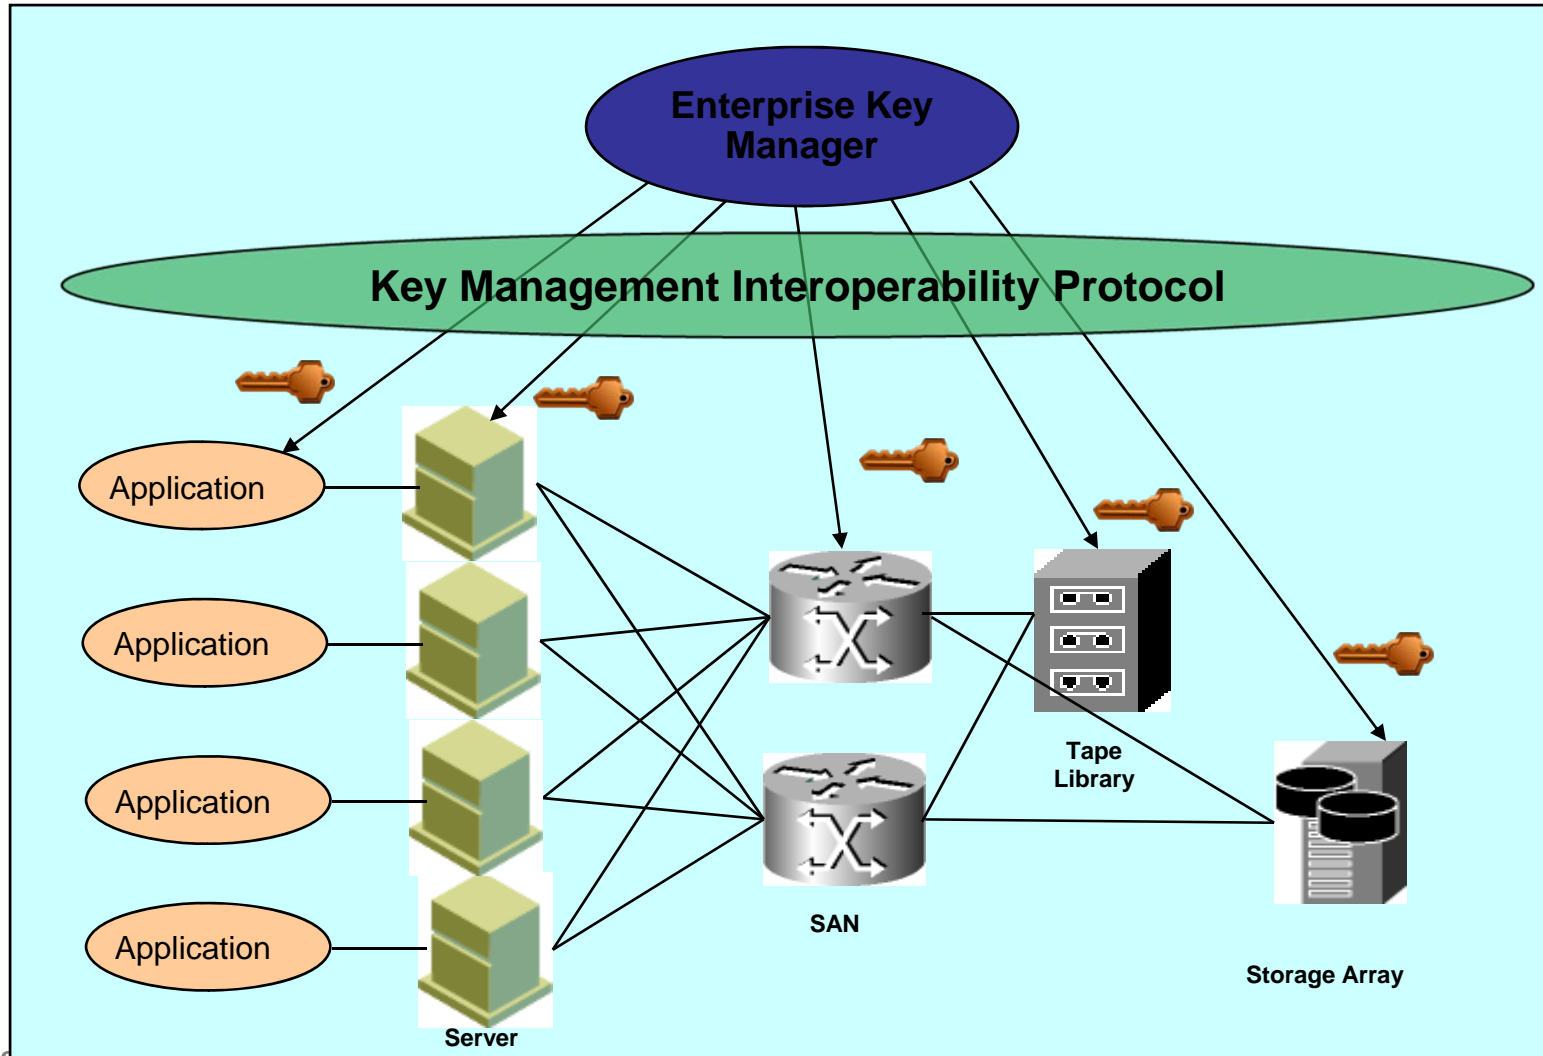 Enterprise Key
Manager
Key Management Interoperability Protocol
Application
Application
Application
Application
Server
SAN
Tape
Library
Storage Array